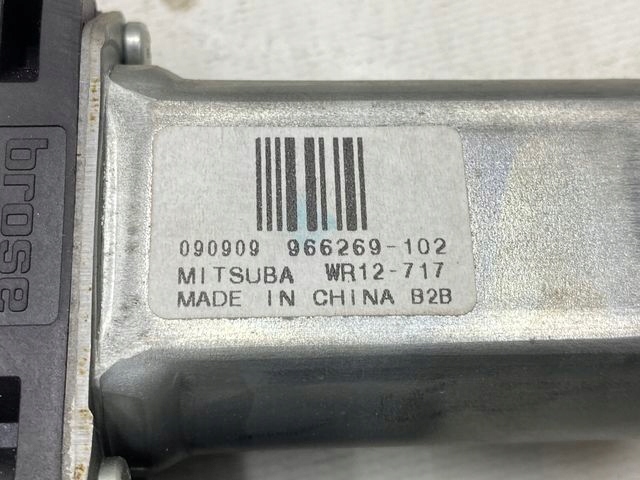 brose
090909 966269-102
MITSUBA WR12-717
MADE IN CHINA B2B